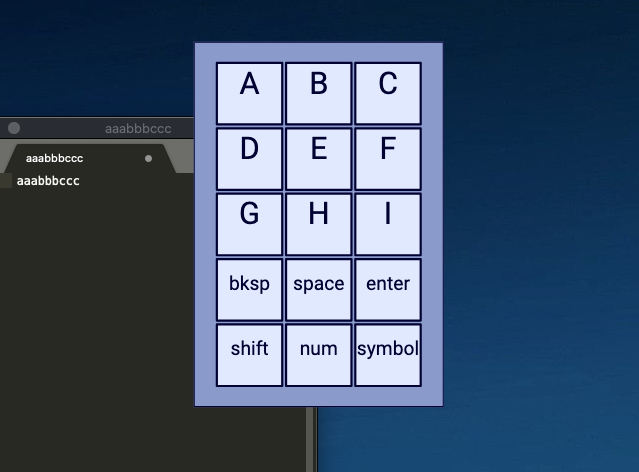 aaabbbccc
aaabbbccc
aaabbbccc
A B C
D E F
G H I
bksp space enter
shift num symbol